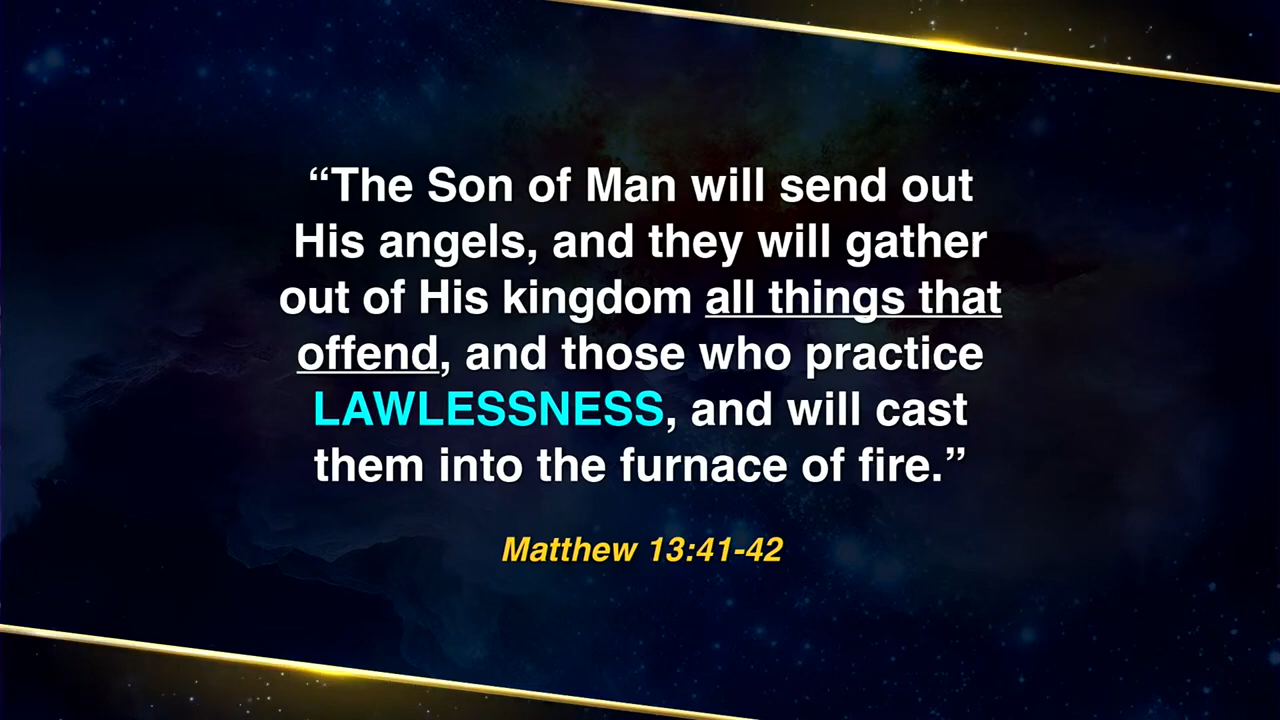 “The Son of Man will send out
His angels, and they will gather
out of His kingdom all things that
offend, and those who practice
LAWLESSNESS, and will cast
them into the furnace of fire.”
Matthew 13:41-42